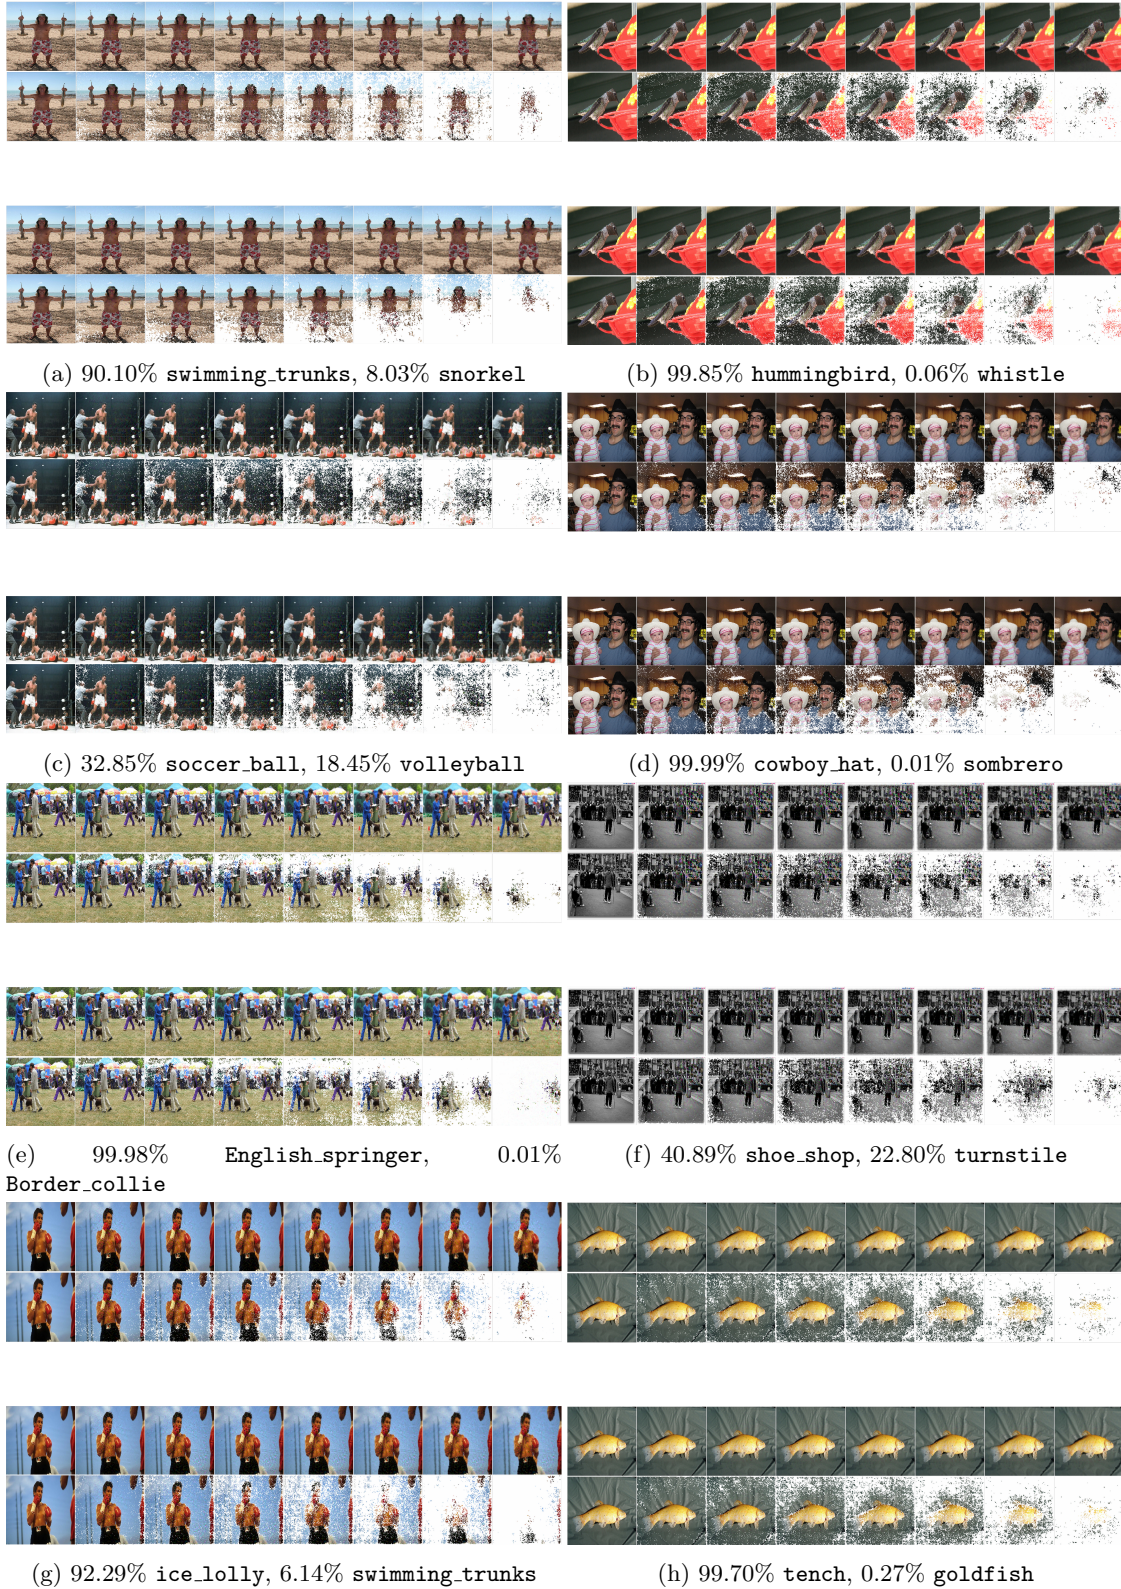 (a) 90.10% swimming_trunks, 8.03% snorkel
(b) 99.85% hummingbird, 0.06% whistle
(c) 32.85% soccer_ball, 18.45% volleyball
(d) 99.99% cowboy_hat, 0.01% sombrero
(e) 99.98% English_springer, 0.01%
Border_collie
(f) 40.89% shoe_shop, 22.80% turnstile
(g) 92.29% ice_lolly, 6.14% swimming_trunks
(h) 99.70% tench, 0.27% goldfish